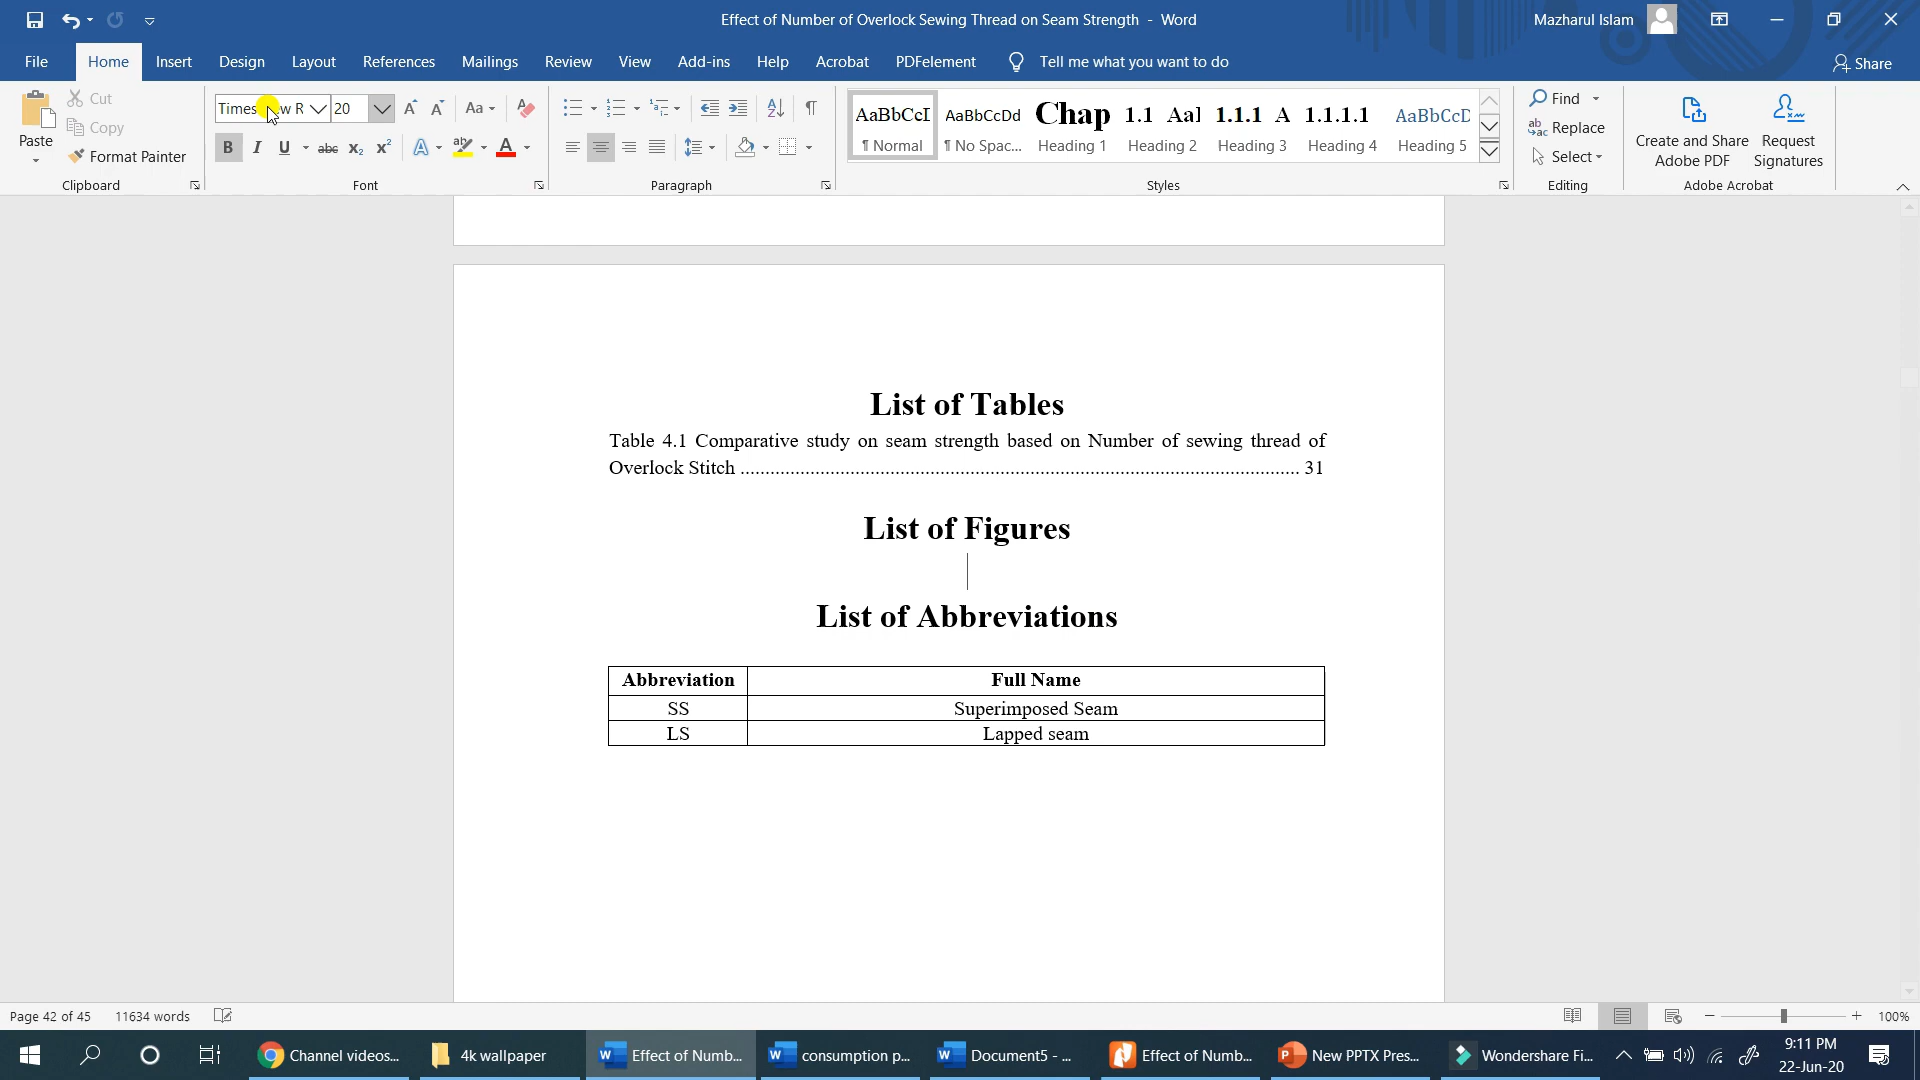 Effect of Number of Overlock Sewing Thread on Seam Strength - Word
Mazharul Islam
File Home Insert Design Layout References Mailings Review View Add-ins Help Acrobat PDFelement Tell me what you want to do Share
Paste
Cut
Copy
Format Painter
Clipboard
20
Aa
B I U abc x₂ x² A ab A
Font
Paragraph
AaBbCcI AaBbCcDd Chap 1.1 Aal 1.1.1 A 1.1.1.1 AaBbCcD
¶ Normal ¶ No Spac... Heading 1 Heading 2 Heading 3 Heading 4 Heading 5
Styles
Find
Replace
Select
Editing
Create and Share
Adobe PDF
Request
Signatures
Adobe Acrobat
List of Tables
Table 4.1 Comparative study on seam strength based on Number of sewing thread of
Overlock Stitch ................................................................................................................ 31
List of Figures
List of Abbreviations
Abbreviation Full Name
SS Superimposed Seam
LS Lapped seam
Page 42 of 45 11634 words 100%
Channel videos... 4k wallpaper Effect of Numb... consumption p... Document5 - ... Effect of Numb... New PPTX Pres... Wondershare Fi...
9:11 PM
22-Jun-20